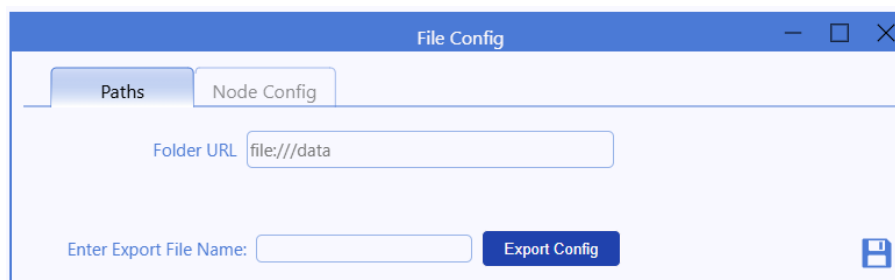 File Config
Paths Node Config
Folder URL file:///data
Enter Export File Name: Export Config